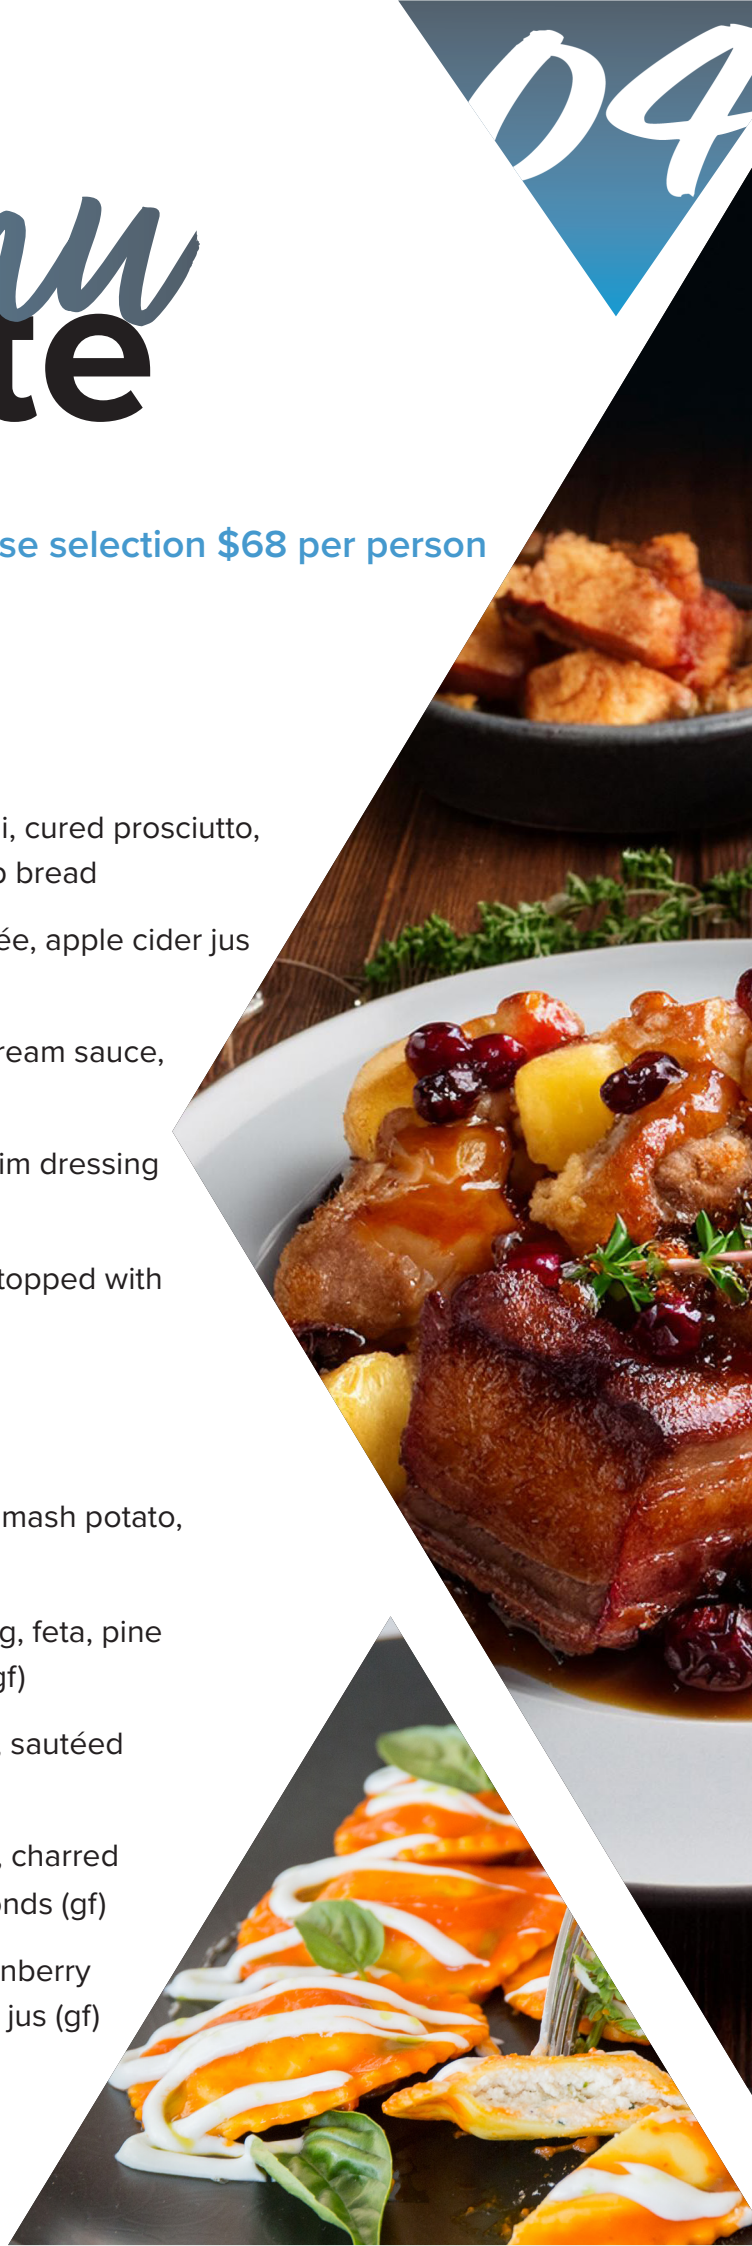 04
nu
te
se selection $68 per person
i, cured prosciutto,
p bread
ée, apple cider jus
ream sauce,
im dressing
topped with
mash potato,
g, feta, pine
gf)
, sautéed
, charred
onds (gf)
nberry
jus (gf)